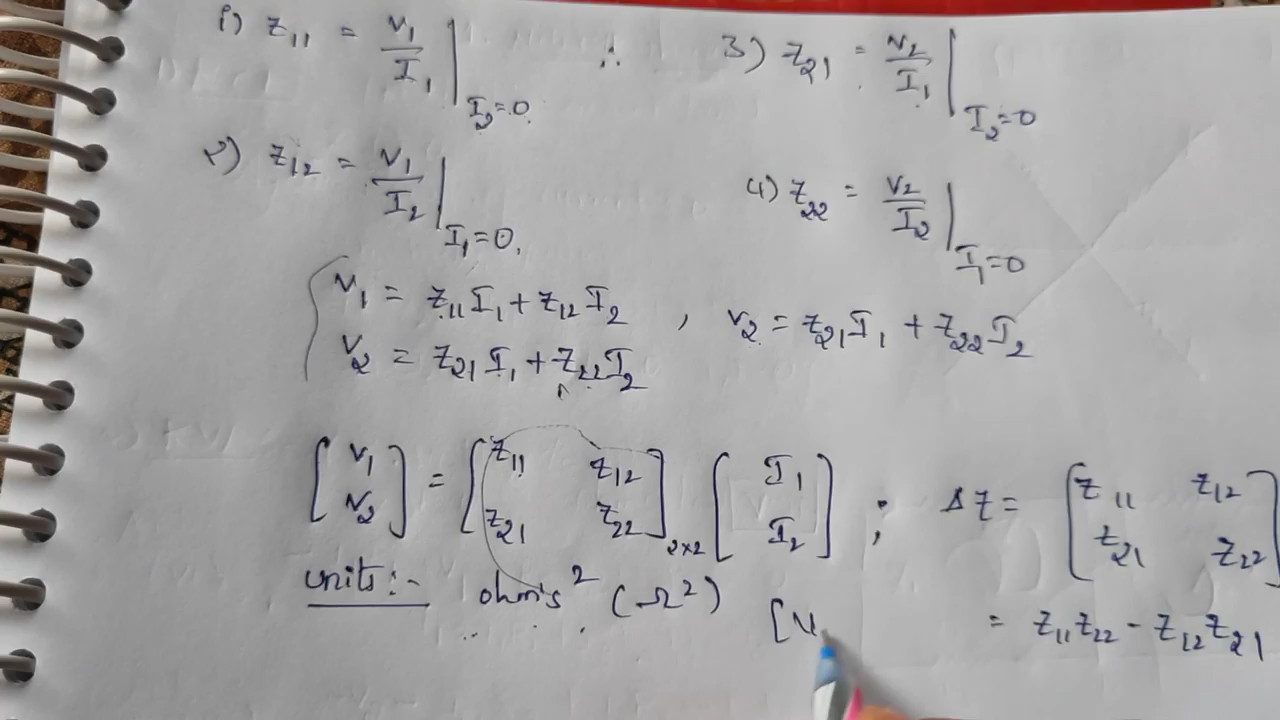 1) Z11 = V1/I1 | I2=0 ∴ 3) Z21 = V2/I1 | I2=0
2) Z12 = V1/I2 | I1=0. 4) Z22 = V2/I2 | I1=0
V1 = Z11 I1 + Z12 I2 , V2 = Z21 I1 + Z22 I2
V2 = Z21 I1 + Z22 I2
[V1 V2] = [Z11 Z12 Z21 Z22]2×2 [I1 I2] ; ΔZ = [Z11 Z12 Z21 Z22]
units:- ohm's² (Ω²) [V = Z11 Z22 - Z12 Z21